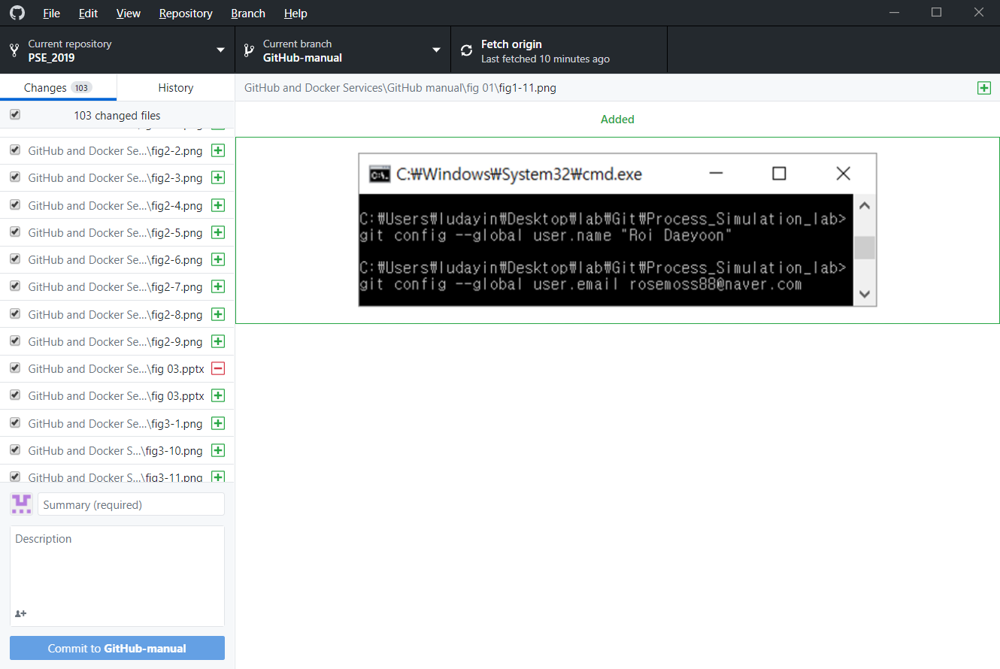 File Edit View Repository Branch Help
Current repository
PSE_2019
Current branch
GitHub-manual
Fetch origin
Last fetched 10 minutes ago
Changes 103
History
GitHub and Docker Services\GitHub manual\fig 01\fig1-11.png
103 changed files
Added
GitHub and Docker Se...\fig2-2.png
GitHub and Docker Se...\fig2-3.png
GitHub and Docker Se...\fig2-4.png
GitHub and Docker Se...\fig2-5.png
GitHub and Docker Se...\fig2-6.png
GitHub and Docker Se...\fig2-7.png
GitHub and Docker Se...\fig2-8.png
GitHub and Docker Se...\fig2-9.png
GitHub and Docker Se...\fig 03.pptx
GitHub and Docker Se...\fig 03.pptx
GitHub and Docker Se...\fig3-1.png
GitHub and Docker S...\fig3-10.png
GitHub and Docker S...\fig3-11.png
Summary (required)
Description
Commit to GitHub-manual
C:\. C:₩Windows₩System32₩cmd.exe
C:₩Users₩ludayin₩Desktop₩lab₩Git₩Process_Simulation_lab>
git config --global user.name "Roi Daeyoon"
C:₩Users₩ludayin₩Desktop₩lab₩Git₩Process_Simulation_lab>
git config --global user.email rosemoss88@naver.com